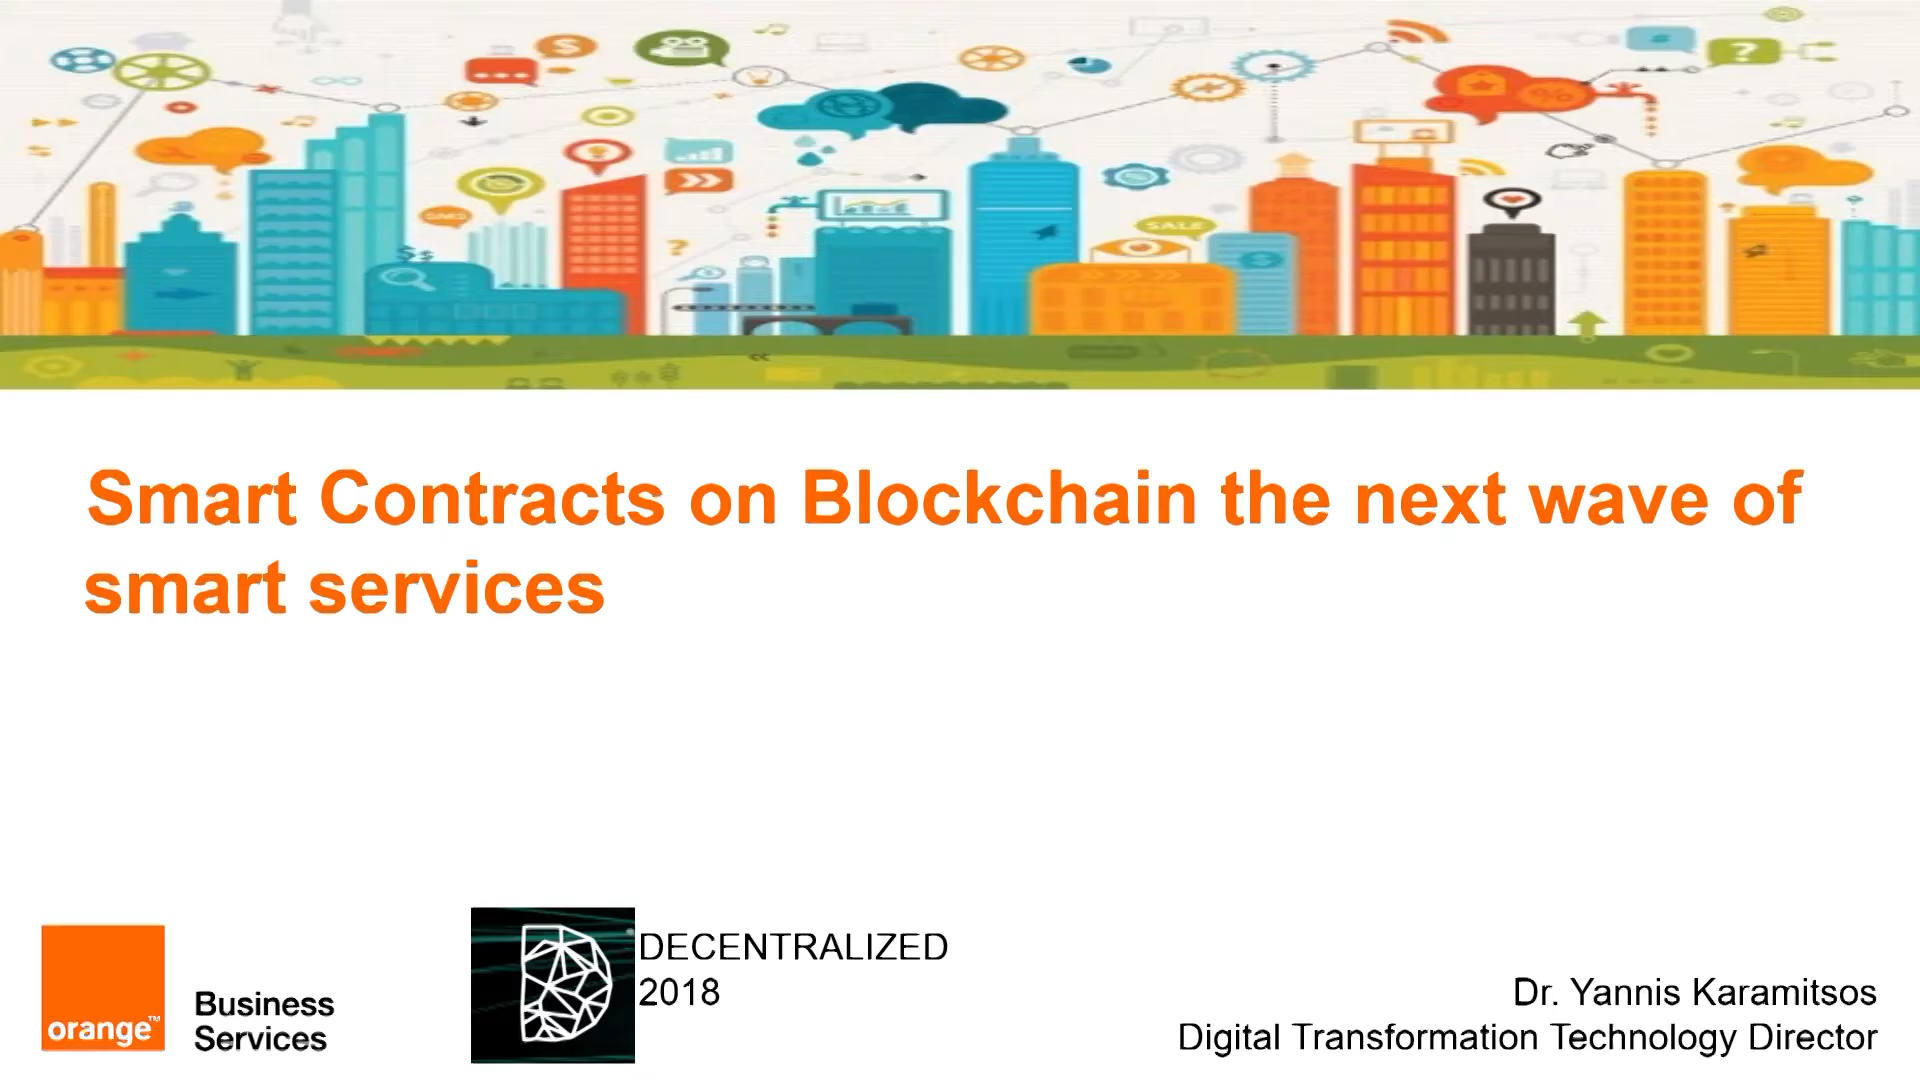 SALE
Smart Contracts on Blockchain the next wave of
smart services
orange™
Business
Services
DECENTRALIZED
2018
Dr. Yannis Karamitsos
Digital Transformation Technology Director